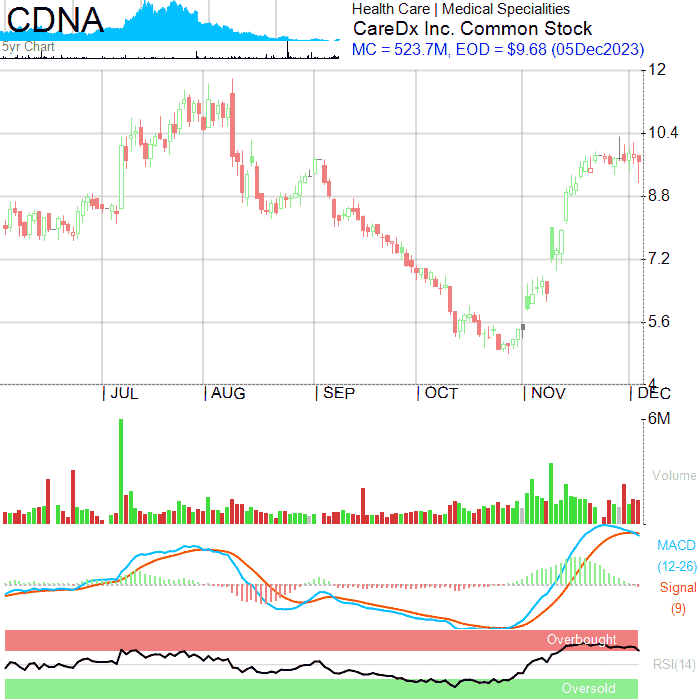 CDNA
5yr Chart
Health Care | Medical Specialities
CareDx Inc. Common Stock
MC = 523.7M, EOD = $9.68 (05Dec2023)
12
10.4
8.8
7.2
5.6
4
JUL AUG SEP OCT NOV DEC
6M
Volume
MACD
(12-26)
Signal
(9)
Overbought
RSI(14)
Oversold